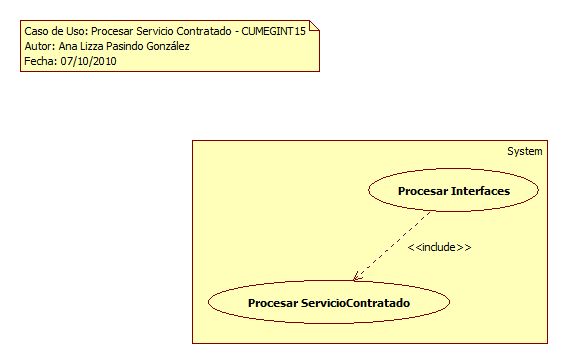 Caso de Uso: Procesar Servicio Contratado - CUMEGINT15
Autor: Ana Lizza Pasindo González
Fecha: 07/10/2010
System
Procesar Interfaces
<<include>>
Procesar ServicioContratado